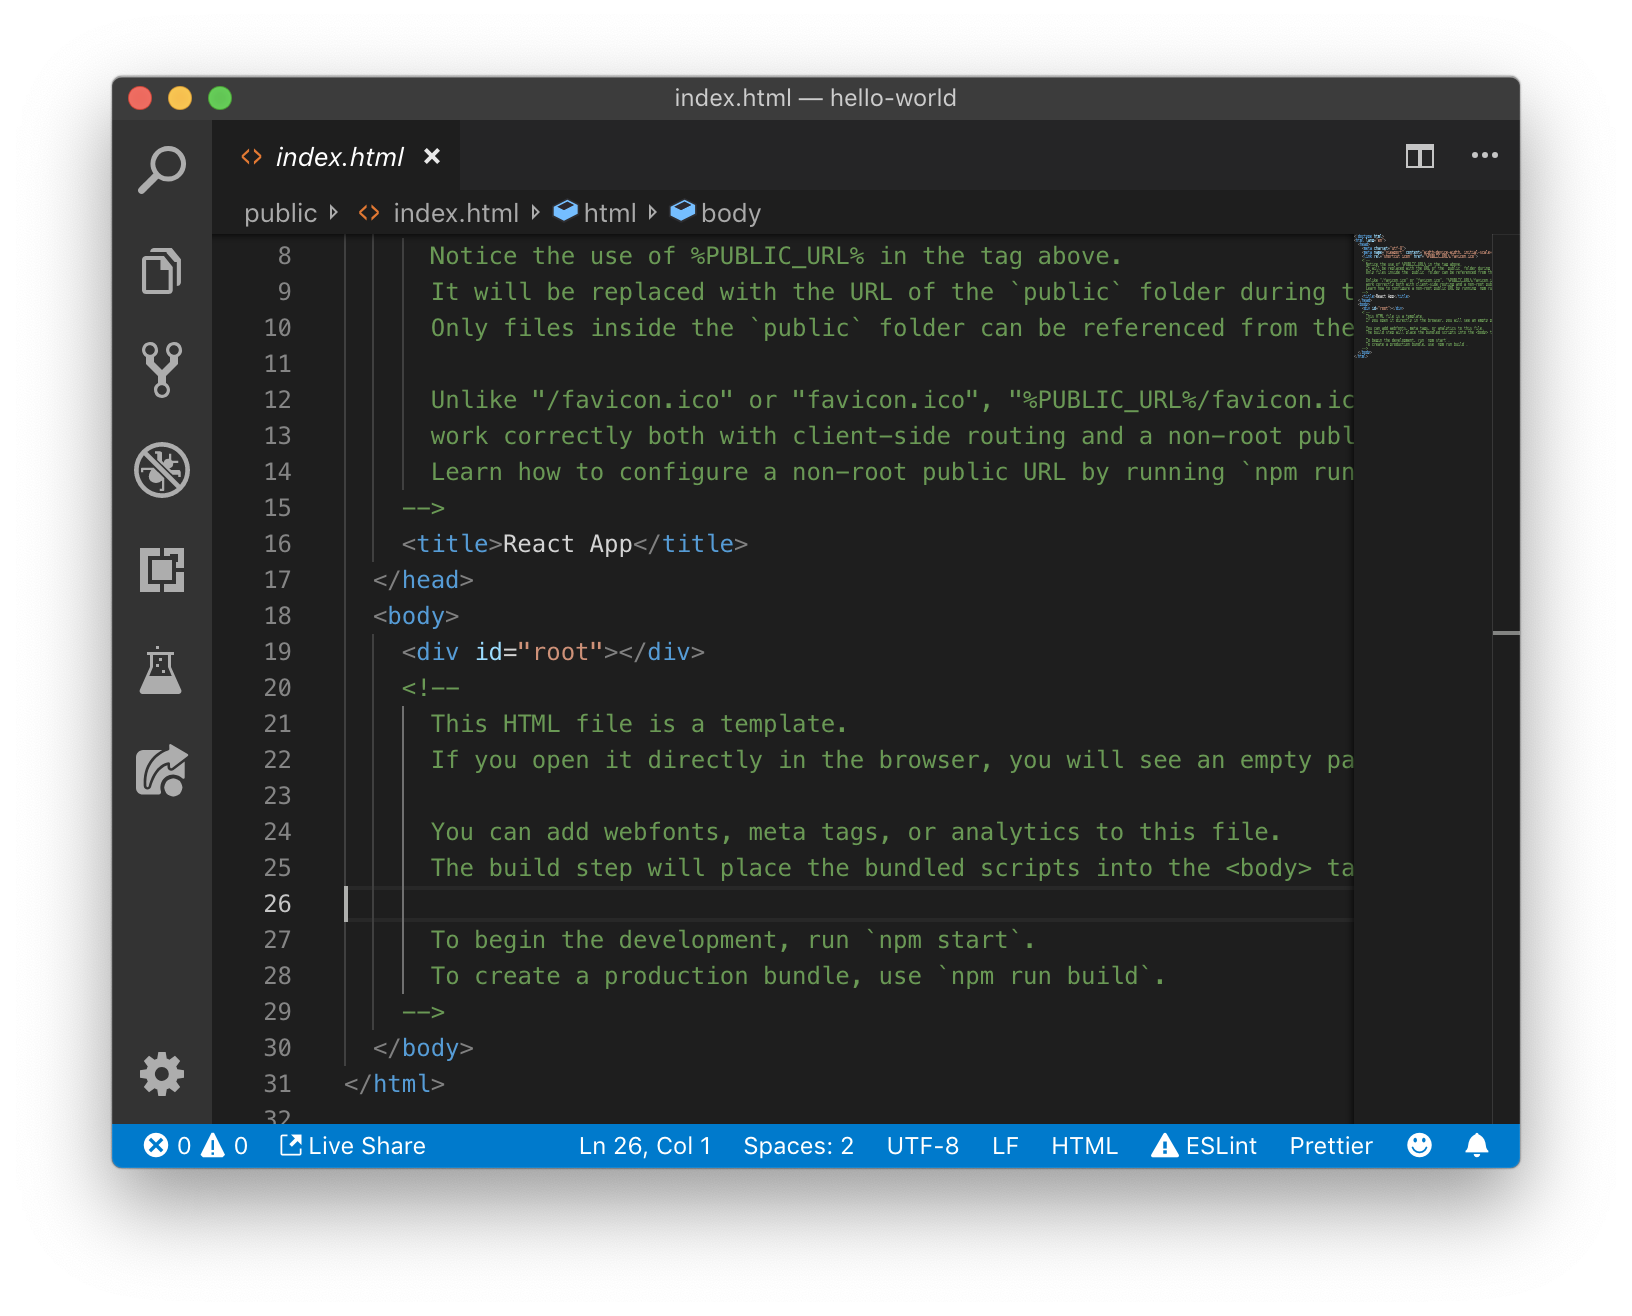 index.html — hello-world
index.html
public index.html html body
8 Notice the use of %PUBLIC_URL% in the tag above.
9 It will be replaced with the URL of the `public` folder during t
10 Only files inside the `public` folder can be referenced from the
11
12 Unlike "/favicon.ico" or "favicon.ico", "%PUBLIC_URL%/favicon.ic
13 work correctly both with client-side routing and a non-root publ
14 Learn how to configure a non-root public URL by running `npm run
15 -->
16 <title>React App</title>
17 </head>
18 <body>
19 <div id="root"></div>
20 <!--
21 This HTML file is a template.
22 If you open it directly in the browser, you will see an empty pa
23
24 You can add webfonts, meta tags, or analytics to this file.
25 The build step will place the bundled scripts into the <body> ta
26
27 To begin the development, run `npm start`.
28 To create a production bundle, use `npm run build`.
29 -->
30 </body>
31 </html>
32
0 0 Live Share Ln 26, Col 1 Spaces: 2 UTF-8 LF HTML ESLint Prettier